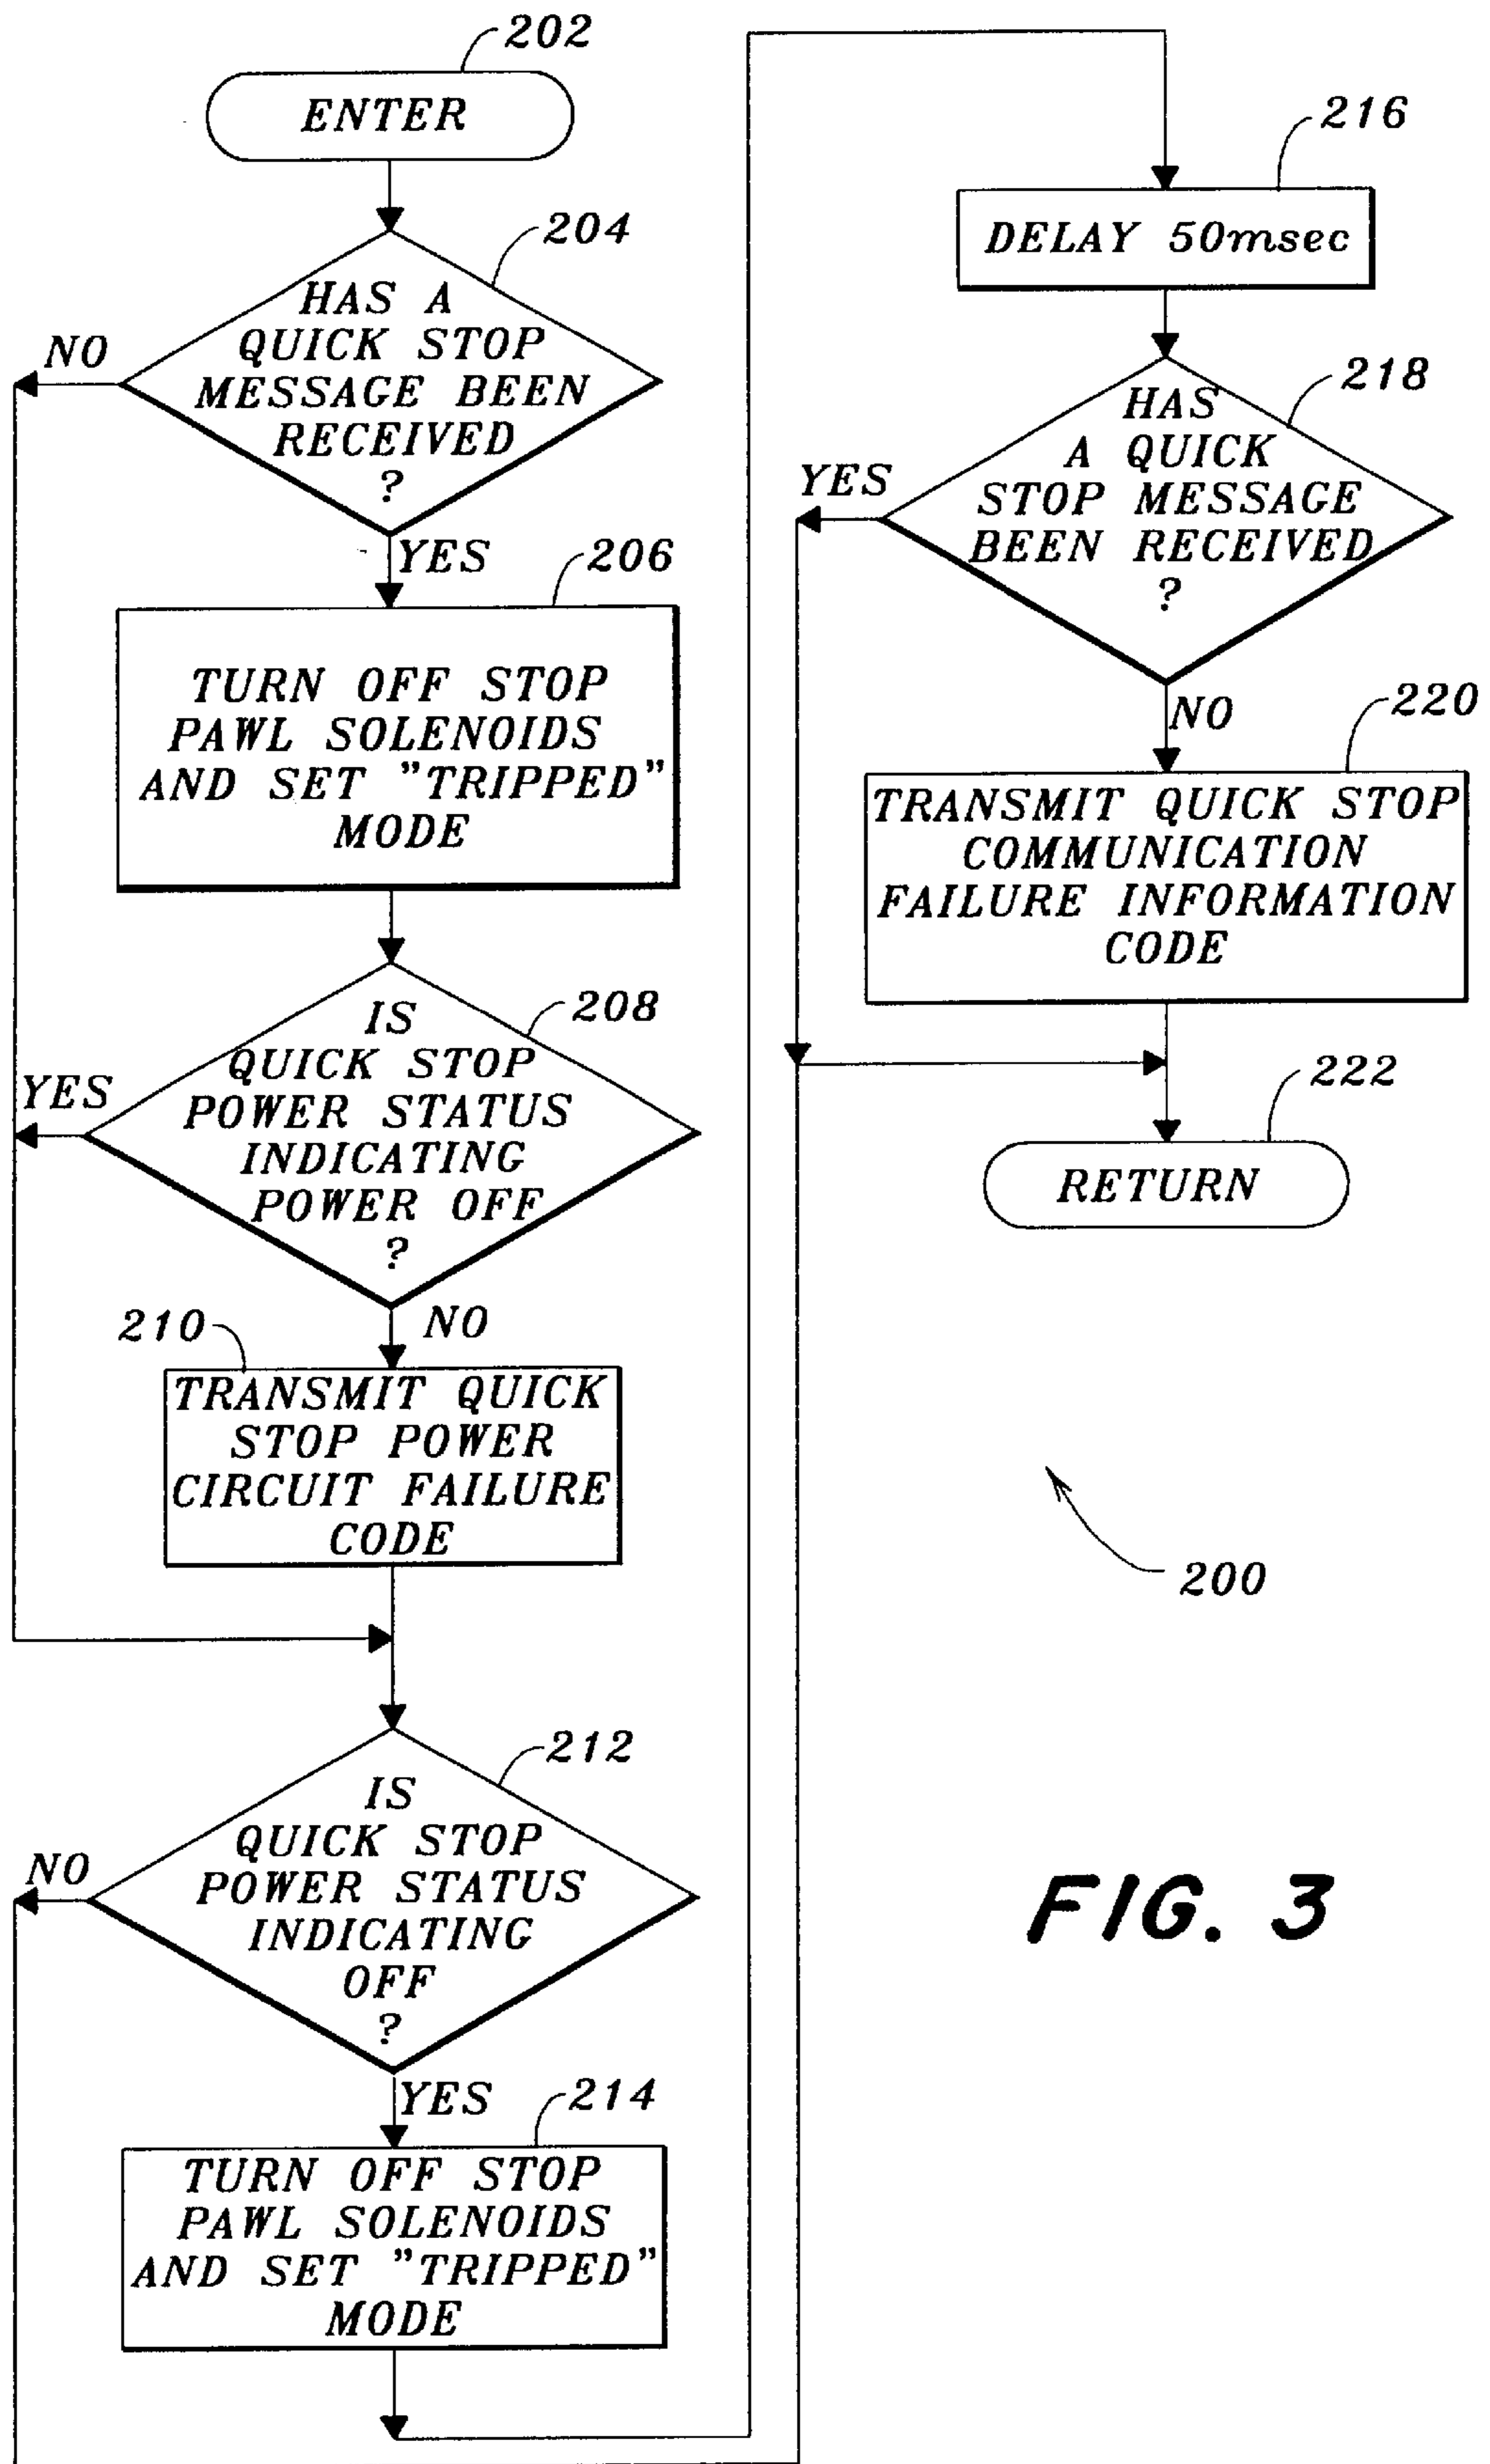 202
ENTER
204
HAS A
QUICK STOP
MESSAGE BEEN
RECEIVED
?
NO
YES
206
TURN OFF STOP
PAWL SOLENOIDS
AND SET "TRIPPED"
MODE
208
IS
QUICK STOP
POWER STATUS
INDICATING
POWER OFF
?
YES
NO
210
TRANSMIT QUICK
STOP POWER
CIRCUIT FAILURE
CODE
212
IS
QUICK STOP
POWER STATUS
INDICATING
OFF
?
NO
YES
214
TURN OFF STOP
PAWL SOLENOIDS
AND SET "TRIPPED"
MODE
216
DELAY 50msec
218
HAS
A QUICK
STOP MESSAGE
BEEN RECEIVED
?
YES
NO
220
TRANSMIT QUICK STOP
COMMUNICATION
FAILURE INFORMATION
CODE
222
RETURN
200
FIG. 3